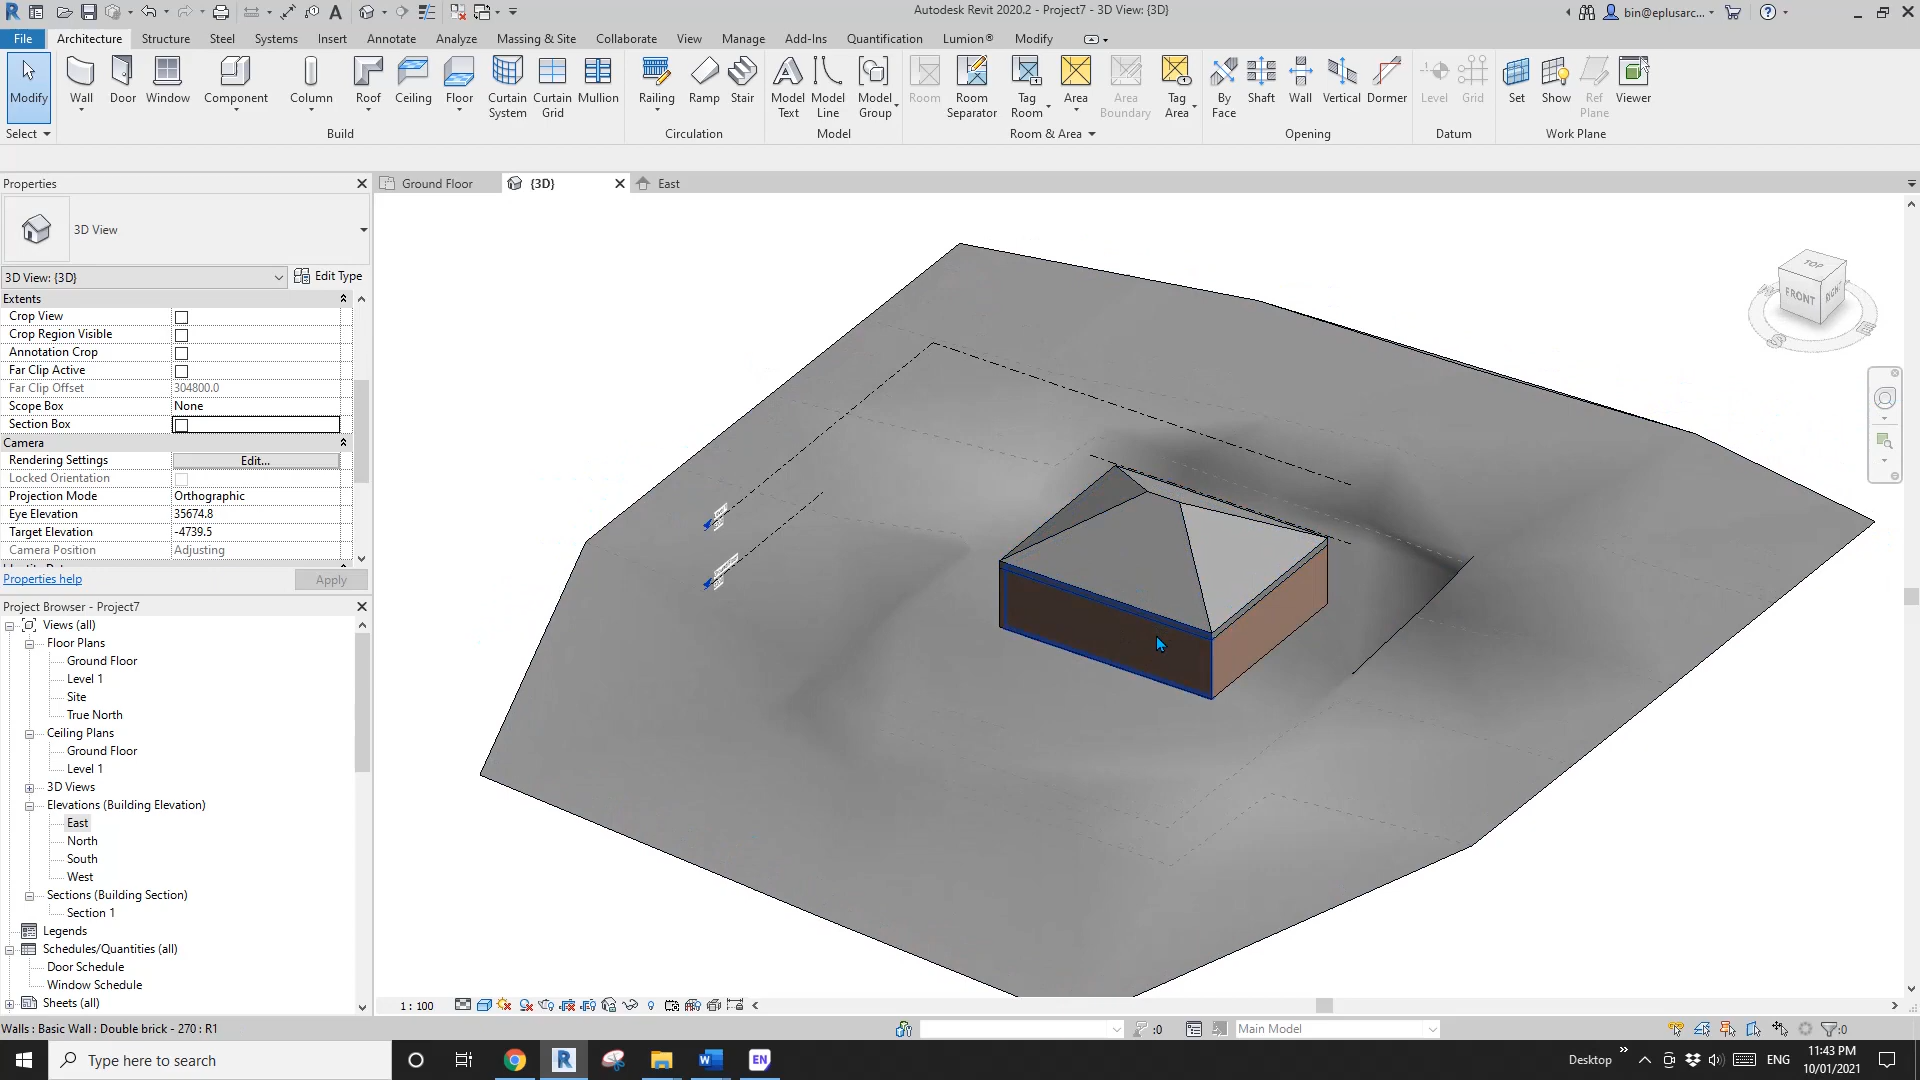 Autodesk Revit 2020.2 - Project7 - 3D View: {3D}
bin@eplusarc...
File Architecture Structure Steel Systems Insert Annotate Analyze Massing & Site Collaborate View Manage Add-Ins Quantification Lumion® Modify
Modify Wall Door Window Component Column Roof Ceiling Floor Curtain System Curtain Grid Mullion Railing Ramp Stair Model Text Model Line Model Group Room Room Separator Tag Room Area Area Boundary Tag Area By Face Shaft Wall Vertical Dormer Level Grid Set Show Ref Plane Viewer
Select Build Circulation Model Room & Area Opening Datum Work Plane
Properties
Ground Floor {3D} East
3D View
3D View: {3D} Edit Type
Extents
Crop View
Crop Region Visible
Annotation Crop
Far Clip Active
Far Clip Offset 304800.0
Scope Box None
Section Box
Camera
Rendering Settings Edit...
Locked Orientation
Projection Mode Orthographic
Eye Elevation 35674.8
Target Elevation -4739.5
Camera Position Adjusting
Properties help Apply
TOP
FRONT RIGHT
Project Browser - Project7
Views (all)
Floor Plans
Ground Floor
Level 1
Site
True North
Ceiling Plans
Ground Floor
Level 1
3D Views
Elevations (Building Elevation)
East
North
South
West
Sections (Building Section)
Section 1
Legends
Schedules/Quantities (all)
Door Schedule
Window Schedule
Sheets (all)
1 : 100
Walls : Basic Wall : Double brick - 270 : R1
:0
Main Model
:0
Type here to search
EN
Desktop
ENG
11:43 PM
10/01/2021